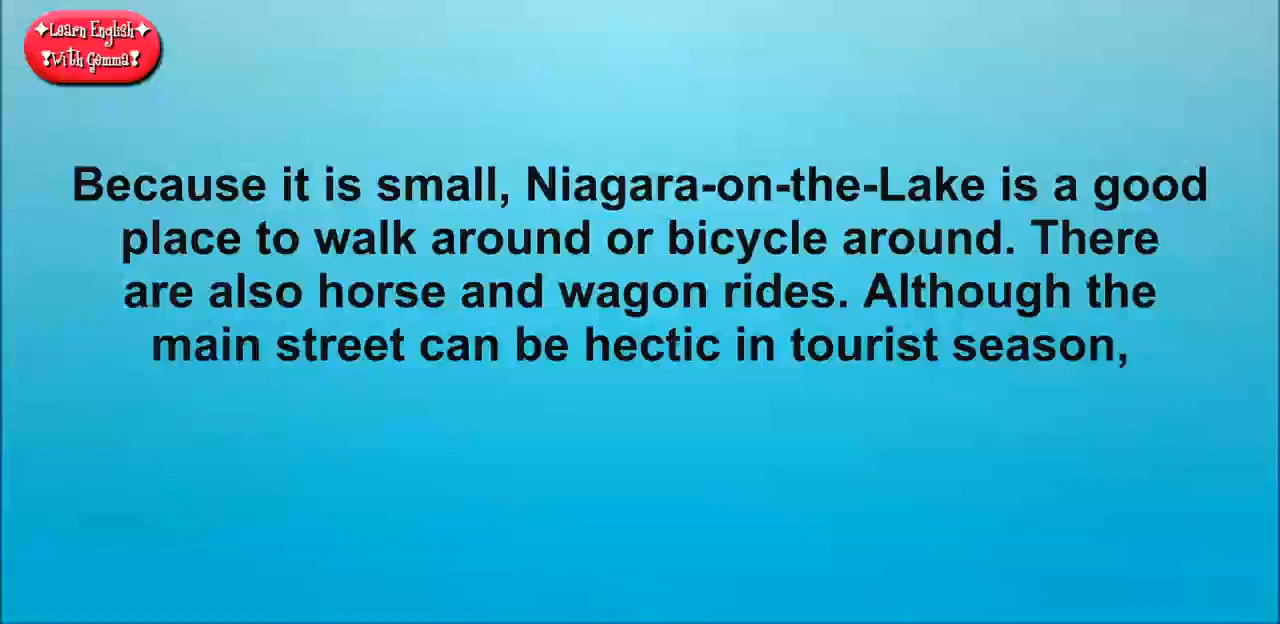 ✦Learn English✦
❣With Gemma❣
Because it is small, Niagara-on-the-Lake is a good
place to walk around or bicycle around. There
are also horse and wagon rides. Although the
main street can be hectic in tourist season,